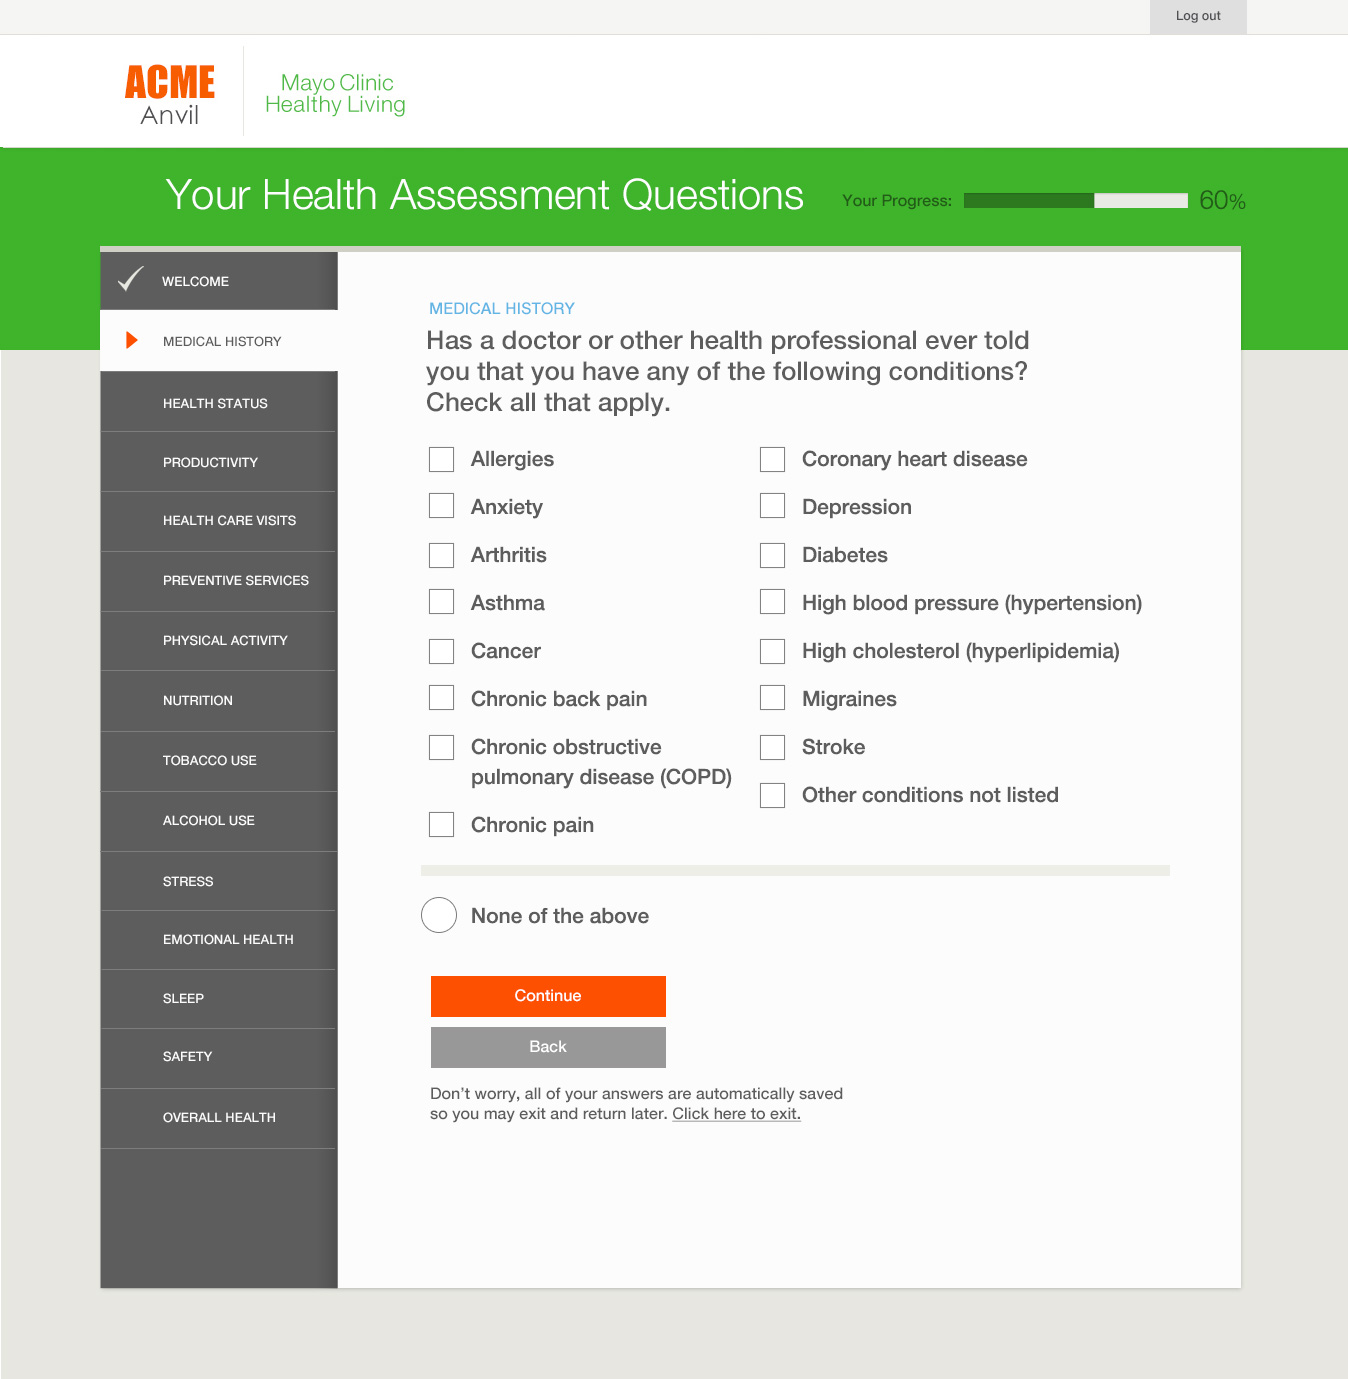 Log out
ACME
Anvil
Mayo Clinic
Healthy Living
Your Health Assessment Questions
Your Progress:
60%
WELCOME
MEDICAL HISTORY
HEALTH STATUS
PRODUCTIVITY
HEALTH CARE VISITS
PREVENTIVE SERVICES
PHYSICAL ACTIVITY
NUTRITION
TOBACCO USE
ALCOHOL USE
STRESS
EMOTIONAL HEALTH
SLEEP
SAFETY
OVERALL HEALTH
MEDICAL HISTORY
Has a doctor or other health professional ever told
you that you have any of the following conditions?
Check all that apply.
Allergies
Anxiety
Arthritis
Asthma
Cancer
Chronic back pain
Chronic obstructive
pulmonary disease (COPD)
Chronic pain
Coronary heart disease
Depression
Diabetes
High blood pressure (hypertension)
High cholesterol (hyperlipidemia)
Migraines
Stroke
Other conditions not listed
None of the above
Continue
Back
Don’t worry, all of your answers are automatically saved
so you may exit and return later. Click here to exit.